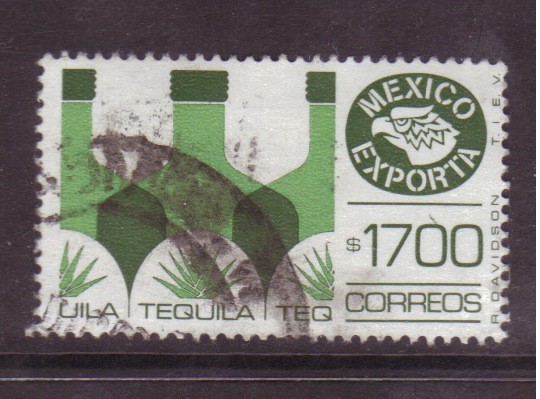 MEXICO
EXPORTA
$1700
CORREOS
UILA TEQUILA TEQ
R. DAVIDSON T.I.E.V.